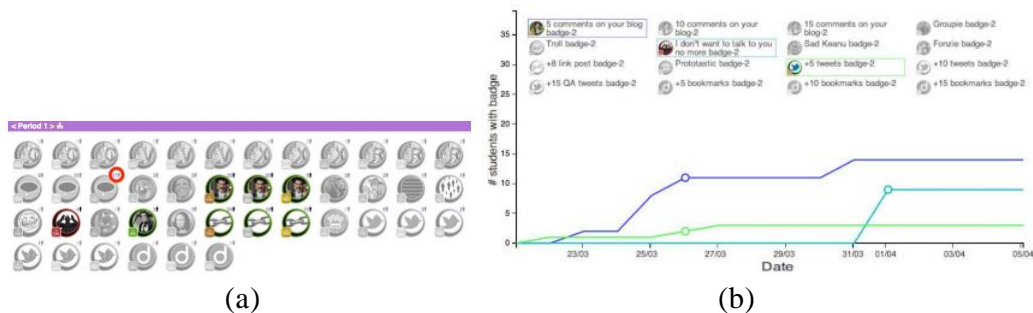 < Period 1 >
# students with badge
35
30
25
20
15
10
5
0
5 comments on your blog badge-2
10 comments on your blog-2
15 comments on your blog-2
Groupie badge-2
Troll badge-2
I don't want to talk to you no more badge-2
Sad Keanu badge-2
Fonzie badge-2
+8 link post badge-2
Prototastic badge-2
+5 tweets badge-2
+10 tweets badge-2
+15 QA tweets badge-2
+5 bookmarks badge-2
+10 bookmarks badge-2
+15 bookmarks badge-2
23/03 25/03 27/03 29/03 31/03 01/04 03/04 05/04
Date
(a) (b)